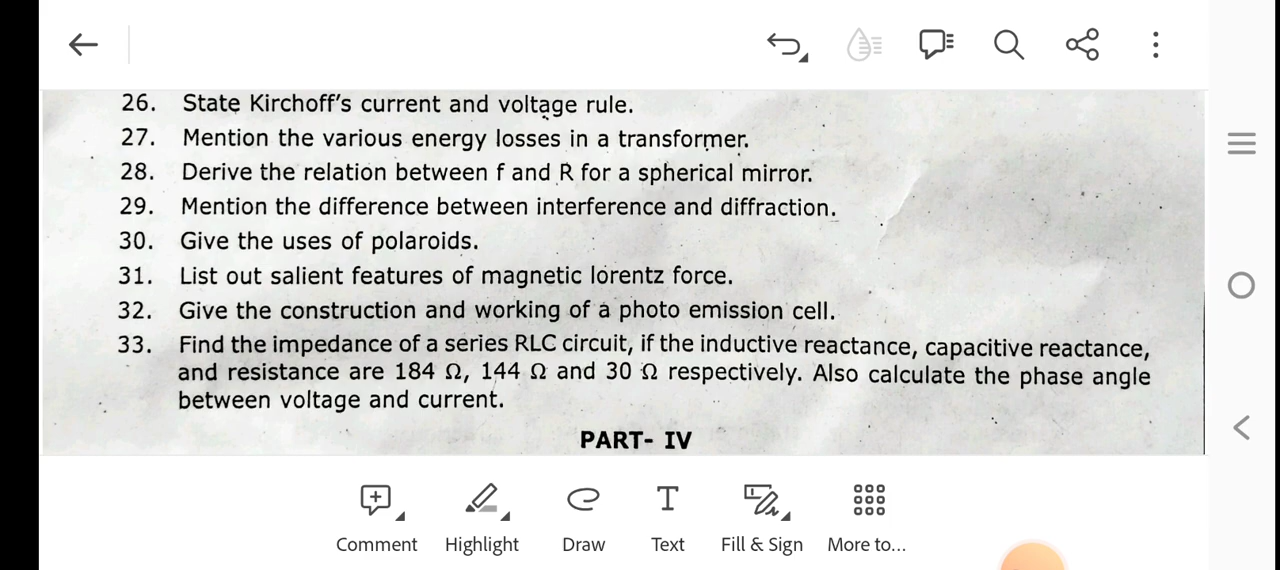 26. State Kirchoff's current and voltage rule.
27. Mention the various energy losses in a transformer.
28. Derive the relation between f and R for a spherical mirror.
29. Mention the difference between interference and diffraction.
30. Give the uses of polaroids.
31. List out salient features of magnetic lorentz force.
32. Give the construction and working of a photo emission cell.
33. Find the impedance of a series RLC circuit, if the inductive reactance, capacitive reactance,
and resistance are 184 Ω, 144 Ω and 30 Ω respectively. Also calculate the phase angle
between voltage and current.
PART- IV
Comment Highlight Draw Text Fill & Sign More to...